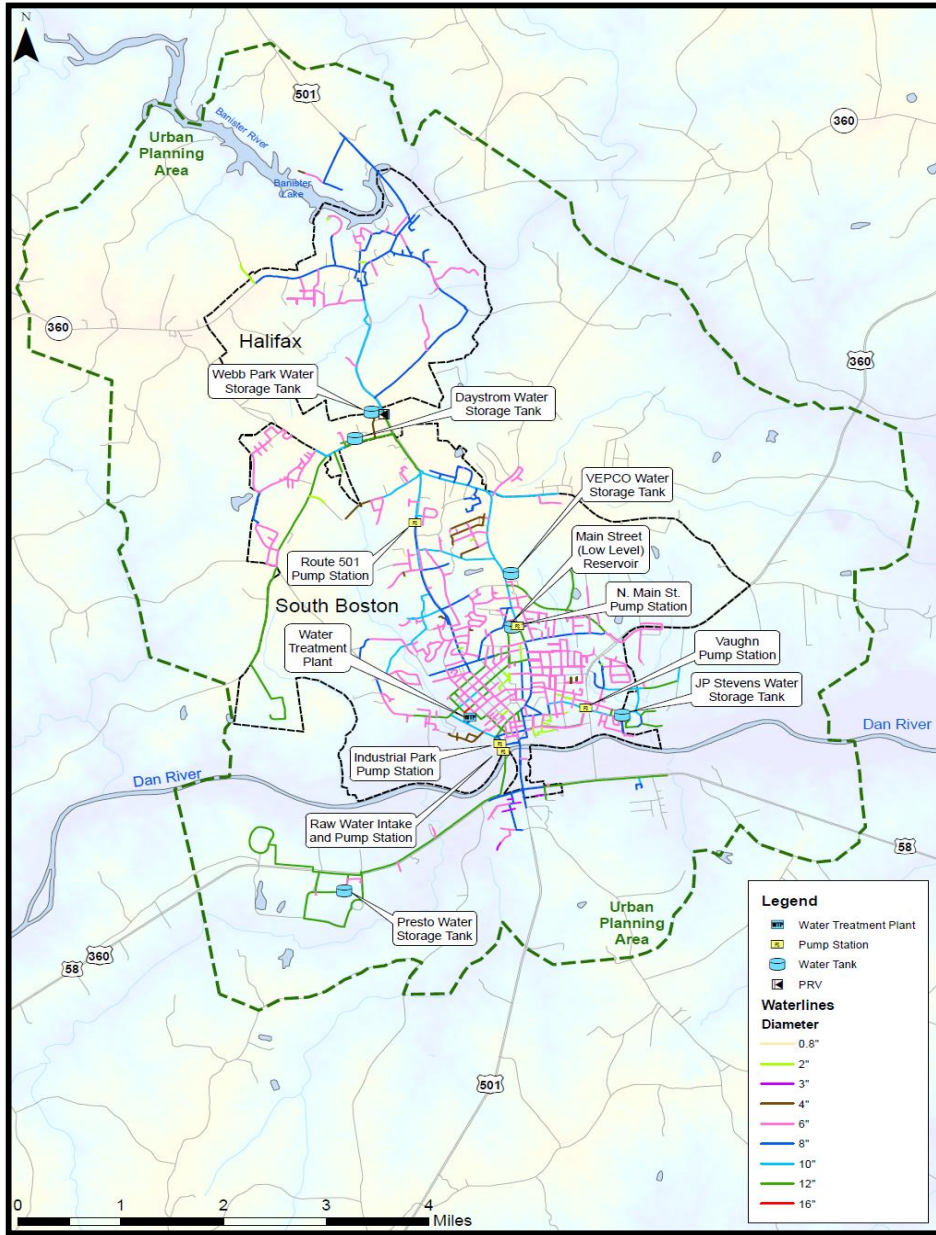 N
501
360
Urban
Planning
Area
Banister River
Banister
Lake
360
Halifax
360
Webb Park Water
Storage Tank
Daystrom Water
Storage Tank
VEPCO Water
Storage Tank
Main Street
(Low Level)
Reservoir
Route 501
Pump Station
South Boston
N. Main St.
Pump Station
Water
Treatment
Plant
Vaughn
Pump Station
JP Stevens Water
Storage Tank
Dan River
Industrial Park
Pump Station
Dan River
Raw Water Intake
and Pump Station
58
Presto Water
Storage Tank
Urban
Planning
Area
58
360
501
Legend
WTP Water Treatment Plant
PS Pump Station
Water Tank
PRV
Waterlines
Diameter
0.8"
2"
3"
4"
6"
8"
10"
12"
16"
0 1 2 3 4
Miles